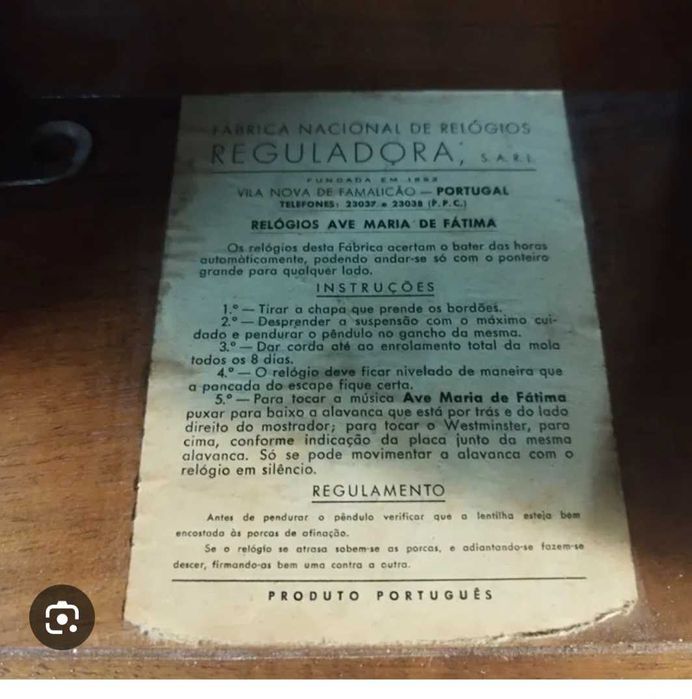 FÁBRICA NACIONAL DE RELÓGIOS
REGULADORA, S.A.R.L.
FUNDADA EM 1892
VILA NOVA DE FAMALICÃO — PORTUGAL
TELEFONES: 23037 e 23038 (P.P.C.)
RELÓGIOS AVE MARIA DE FÁTIMA
Os relógios desta Fábrica acertam o bater das horas
automàticamente, podendo andar-se só com o ponteiro
grande para qualquer lado.
INSTRUÇÕES
1.º — Tirar a chapa que prende os bordões.
2.º — Desprender a suspensão com o máximo cui-
dado e pendurar o pêndulo no gancho da mesma.
3.º — Dar corda até ao enrolamento total da mola
todos os 8 dias.
4.º — O relógio deve ficar nivelado de maneira que
a pancada do escape fique certa.
5.º — Para tocar a música Ave Maria de Fátima
puxar para baixo a alavanca que está por trás e do lado
direito do mostrador; para tocar o Westminster, para
cima, conforme indicação da placa junto da mesma
alavanca. Só se pode movimentar a alavanca com o
relógio em silêncio.
REGULAMENTO
Antes de pendurar o pêndulo verificar que a lentilha esteja bem
encostada às porcas de afinação.
Se o relógio se atrasa sobem-se as porcas, e adiantando-se fazem-se
descer, firmando-as bem uma contra a outra.
PRODUTO PORTUGUÊS